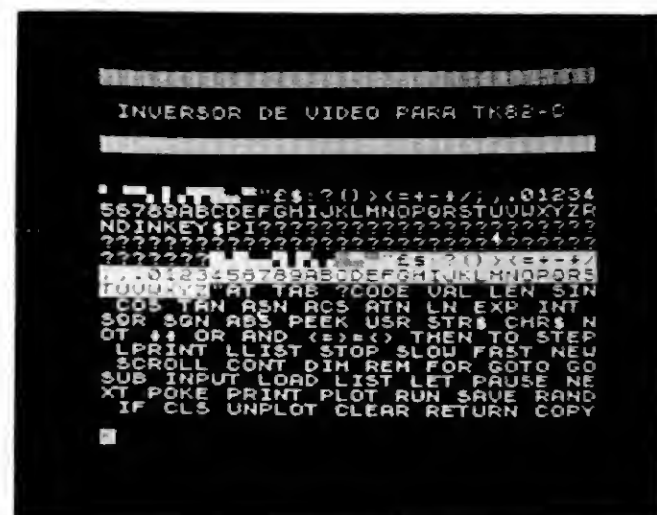 INVERSOR DE VIDEO PARA TK82-C
"£$:?()><=+-*/;,.01234
56789ABCDEFGHIJKLMNOPQRSTUVWXYZR
NDINKEY$PI??????????????????????
????????????????????????????????
??????? "£$:?()><=+-*/
;,.0123456789ABCDEFGHIJKLMNOPQRS
TUVWXYZ"AT TAB ?CODE VAL LEN SIN
COS TAN ASN ACS ATN LN EXP INT
SQR SGN ABS PEEK USR STR$ CHR$ N
OT ** OR AND <=>=<> THEN TO STEP
LPRINT LLIST STOP SLOW FAST NEW
SCROLL CONT DIM REM FOR GOTO GO
SUB INPUT LOAD LIST LET PAUSE NE
XT POKE PRINT PLOT RUN SAVE RAND
IF CLS UNPLOT CLEAR RETURN COPY